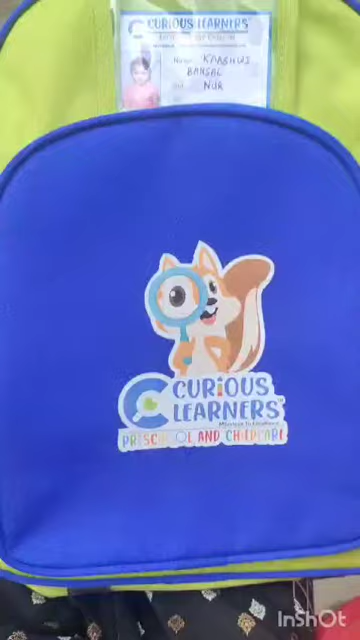 CURIOUS LEARNERS
Name:
BANSAL
NUR
CURiOUS
LEARNERS
PRESCHOOL AND CHILDCARE
InShOt